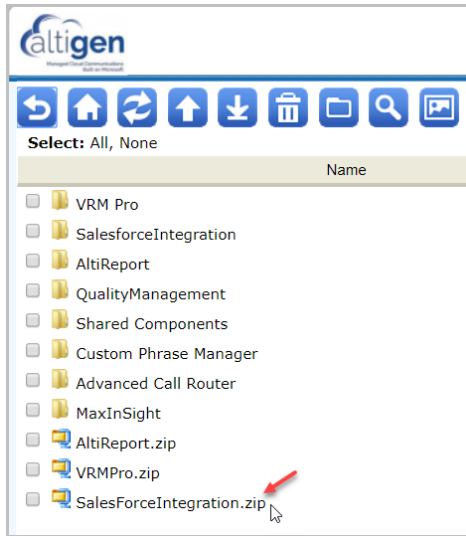 altigen
Managed Cloud Communications
Built on Microsoft
Select: All, None
Name
VRM Pro
SalesforceIntegration
AltiReport
QualityManagement
Shared Components
Custom Phrase Manager
Advanced Call Router
MaxInSight
AltiReport.zip
VRMPro.zip
SalesForceIntegration.zip